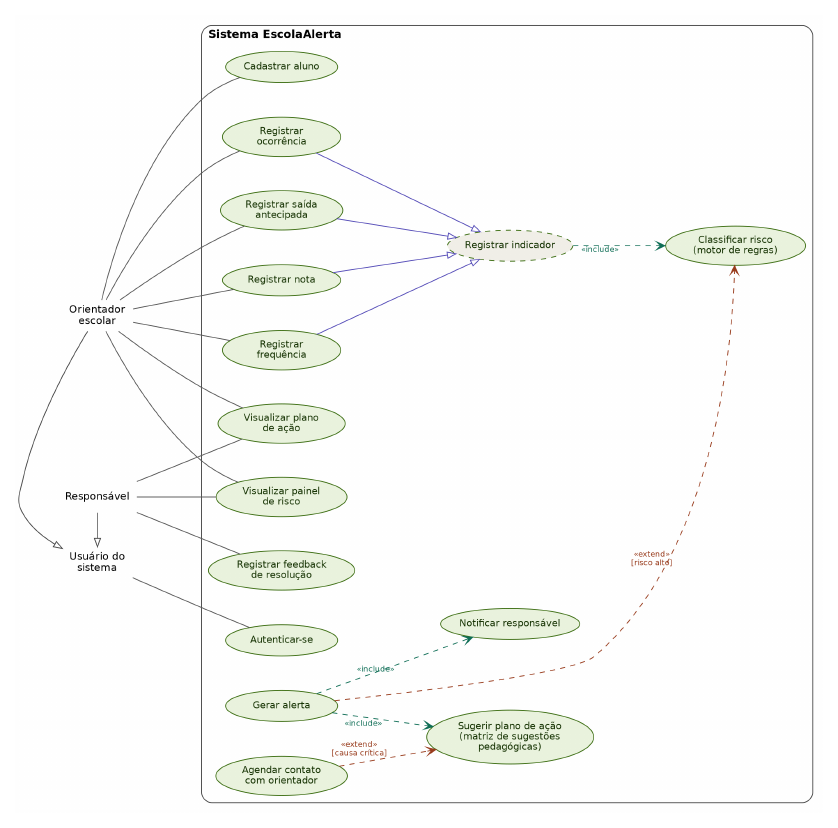 Sistema EscolaAlerta
Cadastrar aluno
Registrar
ocorrência
Registrar saída
antecipada
Registrar indicador
«include»
Classificar risco
(motor de regras)
Registrar nota
Orientador
escolar
Registrar
frequência
Visualizar plano
de ação
Responsável
Visualizar painel
de risco
Usuário do
sistema
Registrar feedback
de resolução
«extend»
[risco alto]
Autenticar-se
Notificar responsável
«include»
Gerar alerta
«include»
Sugerir plano de ação
(matriz de sugestões
pedagógicas)
«extend»
[causa crítica]
Agendar contato
com orientador